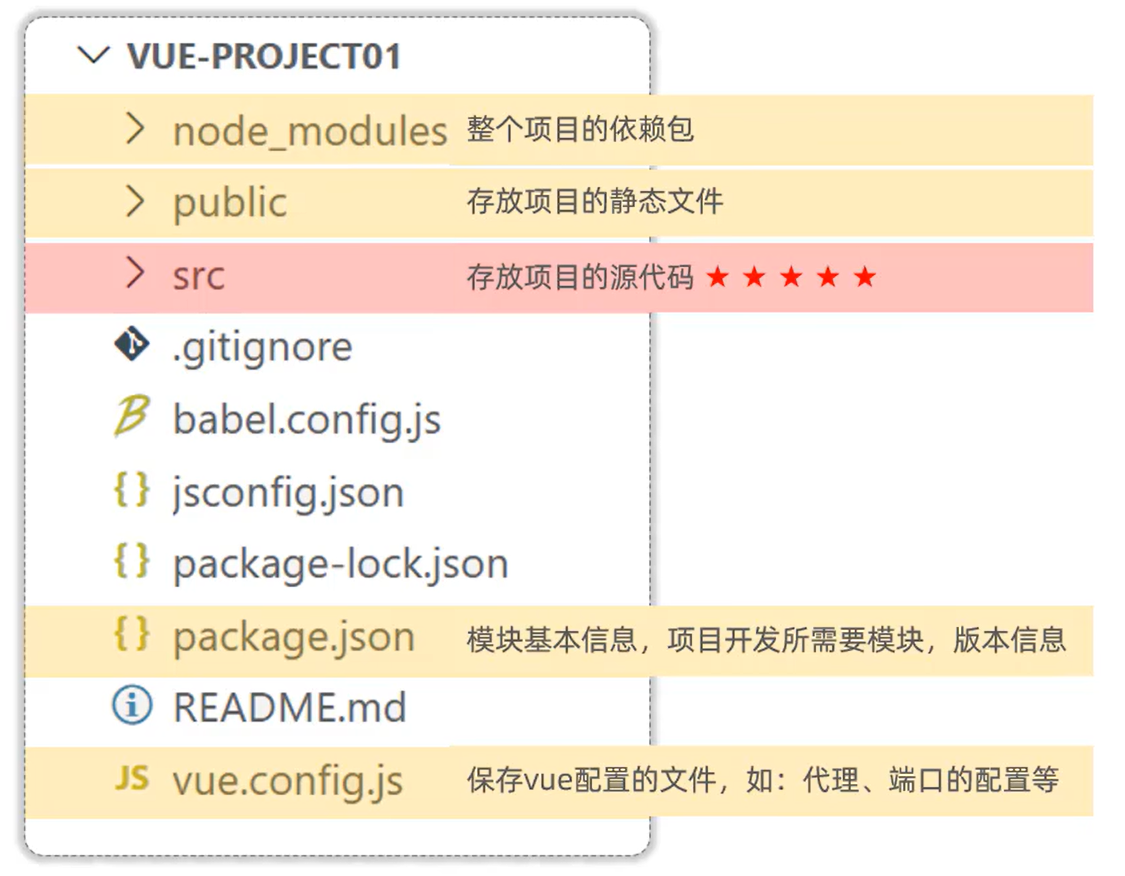 VUE-PROJECT01
node_modules 整个项目的依赖包
public 存放项目的静态文件
src 存放项目的源代码 ★ ★ ★ ★ ★
.gitignore
babel.config.js
{} jsconfig.json
{} package-lock.json
{} package.json 模块基本信息，项目开发所需要模块，版本信息
README.md
JS vue.config.js 保存vue配置的文件，如：代理、端口的配置等